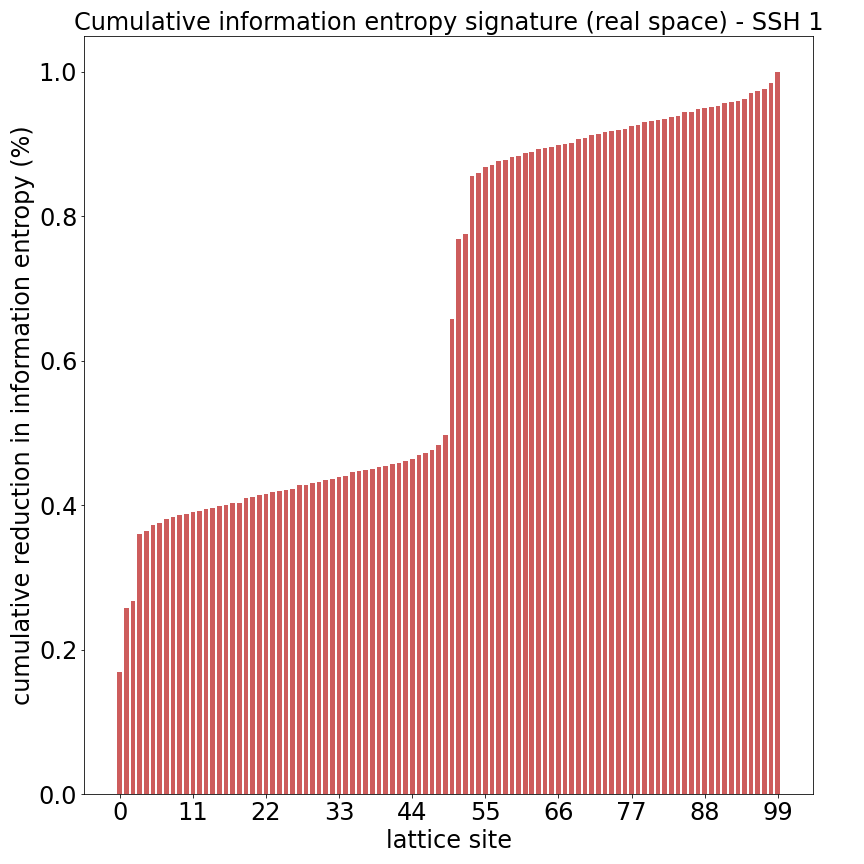 Cumulative information entropy signature (real space) - SSH 1
cumulative reduction in information entropy (%)
1.0
0.8
0.6
0.4
0.2
0.0
0 11 22 33 44 55 66 77 88 99
lattice site